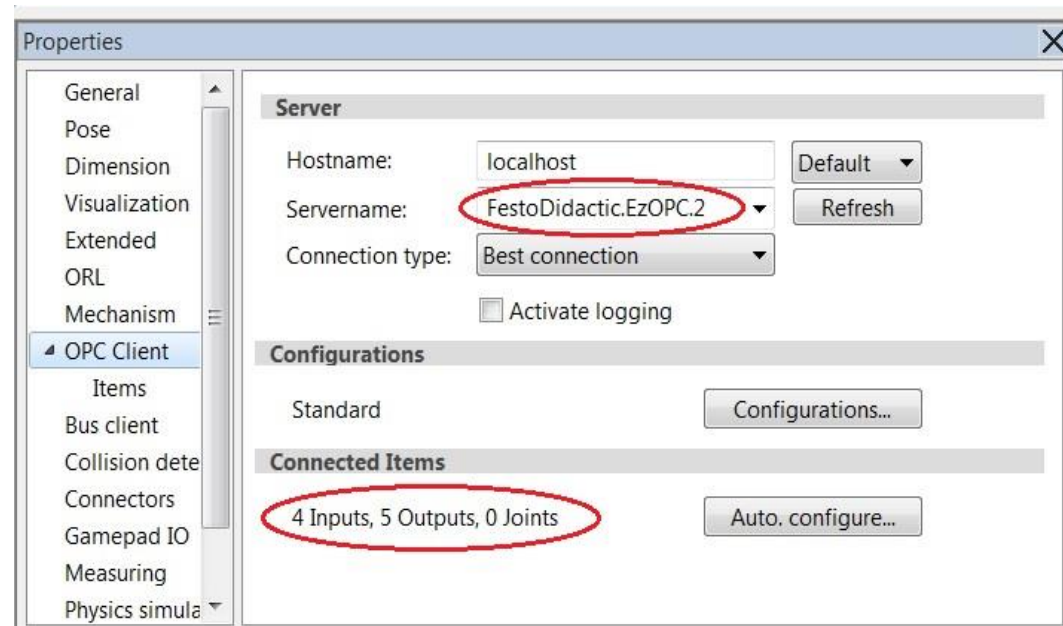 Properties
General
Pose
Dimension
Visualization
Extended
ORL
Mechanism
OPC Client
Items
Bus client
Collision dete
Connectors
Gamepad IO
Measuring
Physics simula
Server
Hostname: localhost Default
Servername: FestoDidactic.EzOPC.2 Refresh
Connection type: Best connection
Activate logging
Configurations
Standard Configurations...
Connected Items
4 Inputs, 5 Outputs, 0 Joints Auto. configure...